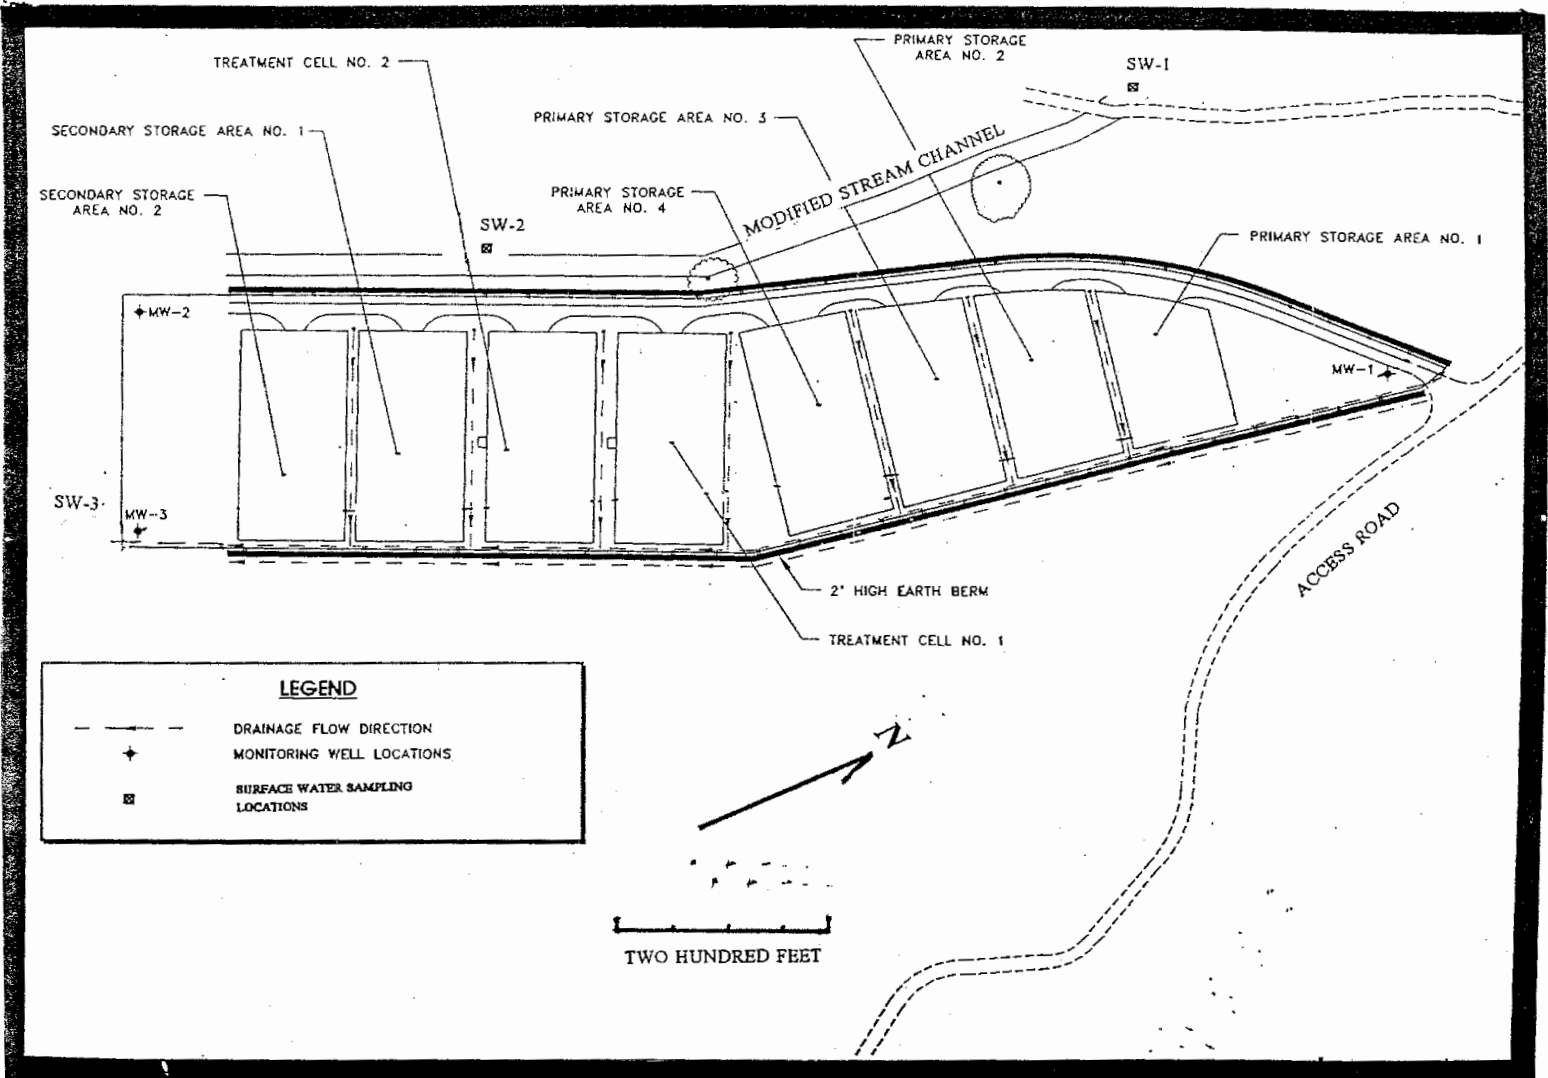 PRIMARY STORAGE
AREA NO. 2
SW-1
TREATMENT CELL NO. 2
PRIMARY STORAGE AREA NO. 3
SECONDARY STORAGE AREA NO. 1
MODIFIED STREAM CHANNEL
SECONDARY STORAGE
AREA NO. 2
PRIMARY STORAGE
AREA NO. 4
SW-2
PRIMARY STORAGE AREA NO. 1
MW-2
MW-1
SW-3
MW-3
ACCESS ROAD
2' HIGH EARTH BERM
TREATMENT CELL NO. 1
LEGEND
DRAINAGE FLOW DIRECTION
MONITORING WELL LOCATIONS
SURFACE WATER SAMPLING
LOCATIONS
N
TWO HUNDRED FEET